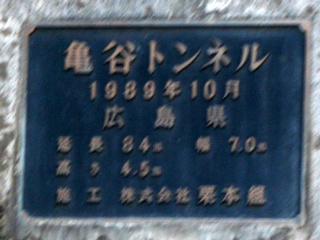 亀谷トンネル
1989年10月
広島県
延長 84m 幅 7.0m
高さ 4.5m
施工 株式会社 栗本組